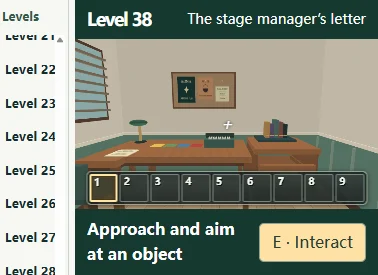 Levels
Level 21
Level 22
Level 23
Level 24
Level 25
Level 26
Level 27
Level 28
Level 38
The stage manager's letter
1 2 3 4 5 6 7 8 9
Approach and aim
at an object
E · Interact